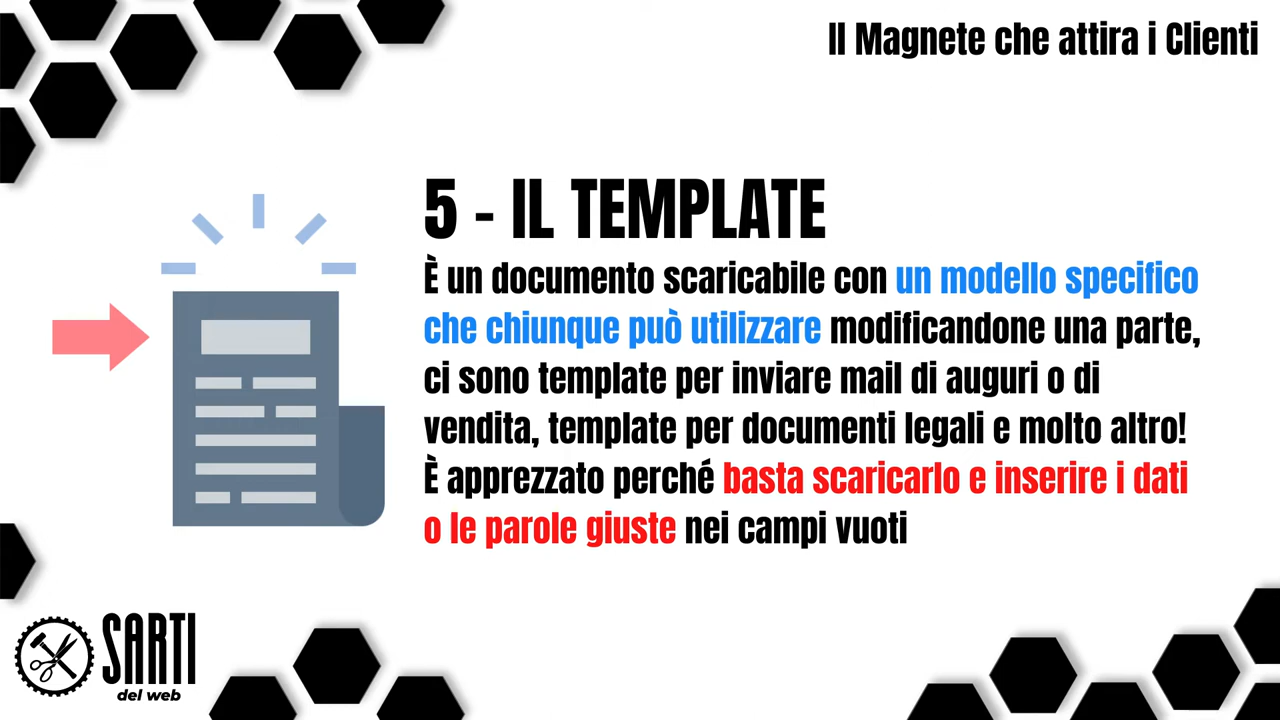 Il Magnete che attira i Clienti
5 - IL TEMPLATE
È un documento scaricabile con un modello specifico
che chiunque può utilizzare modificandone una parte,
ci sono template per inviare mail di auguri o di
vendita, template per documenti legali e molto altro!
È apprezzato perché basta scaricarlo e inserire i dati
o le parole giuste nei campi vuoti
SARTI
del web